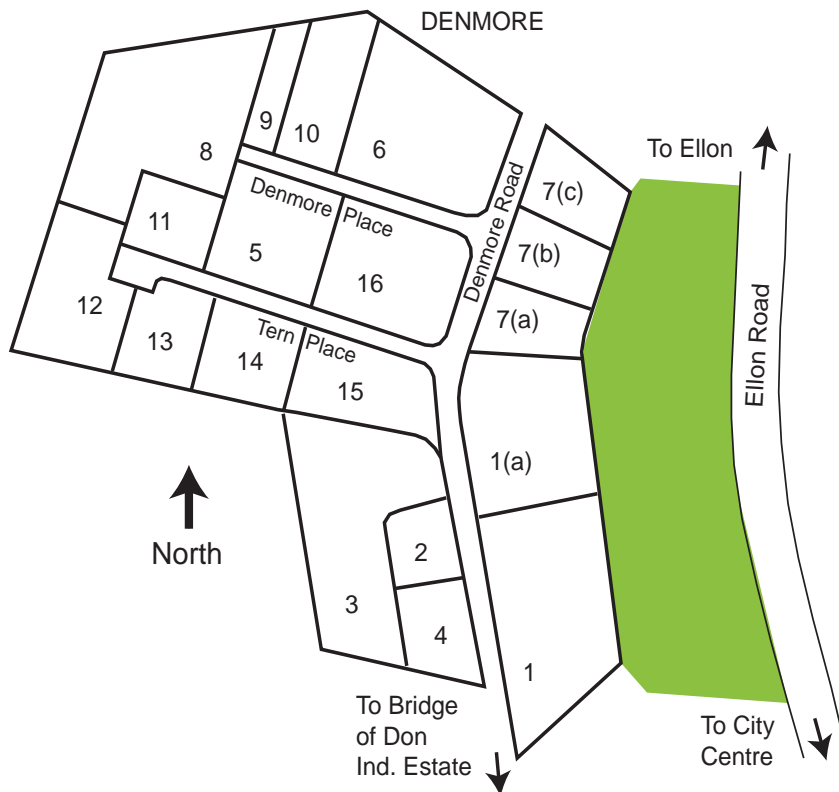 DENMORE
9
10
6
8
To Ellon
7(c)
Denmore Place
11
Denmore Road
7(b)
5
16
12
7(a)
13
Tern Place
14
15
Ellon Road
1(a)
North
2
3
4
1
To Bridge
of Don
Ind. Estate
To City
Centre